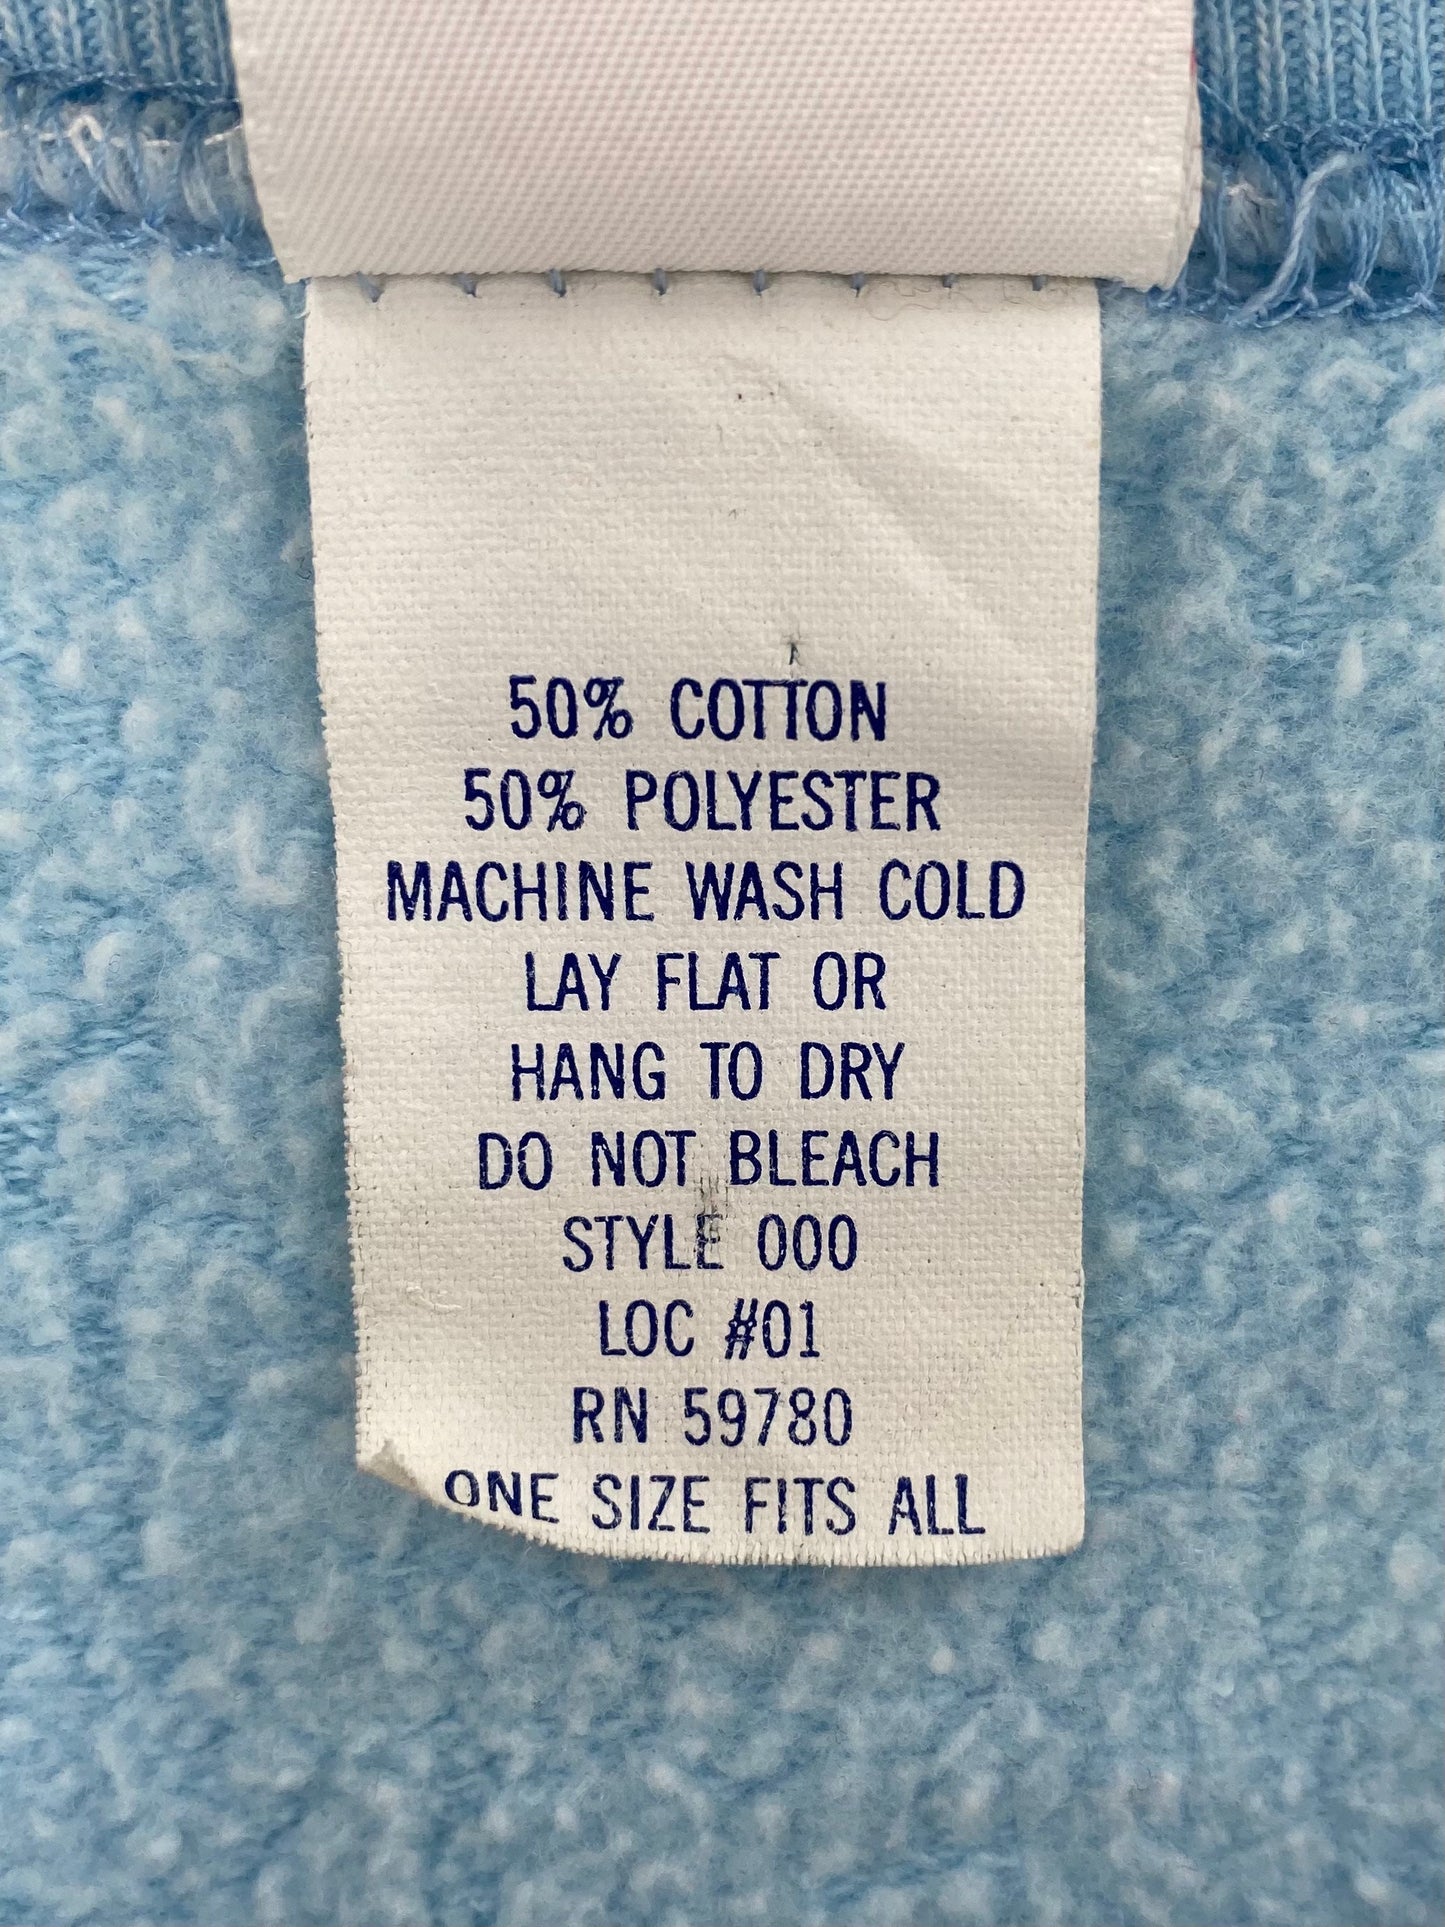 50% COTTON
50% POLYESTER
MACHINE WASH COLD
LAY FLAT OR
HANG TO DRY
DO NOT BLEACH
STYLE 000
LOC #01
RN 59780
ONE SIZE FITS ALL